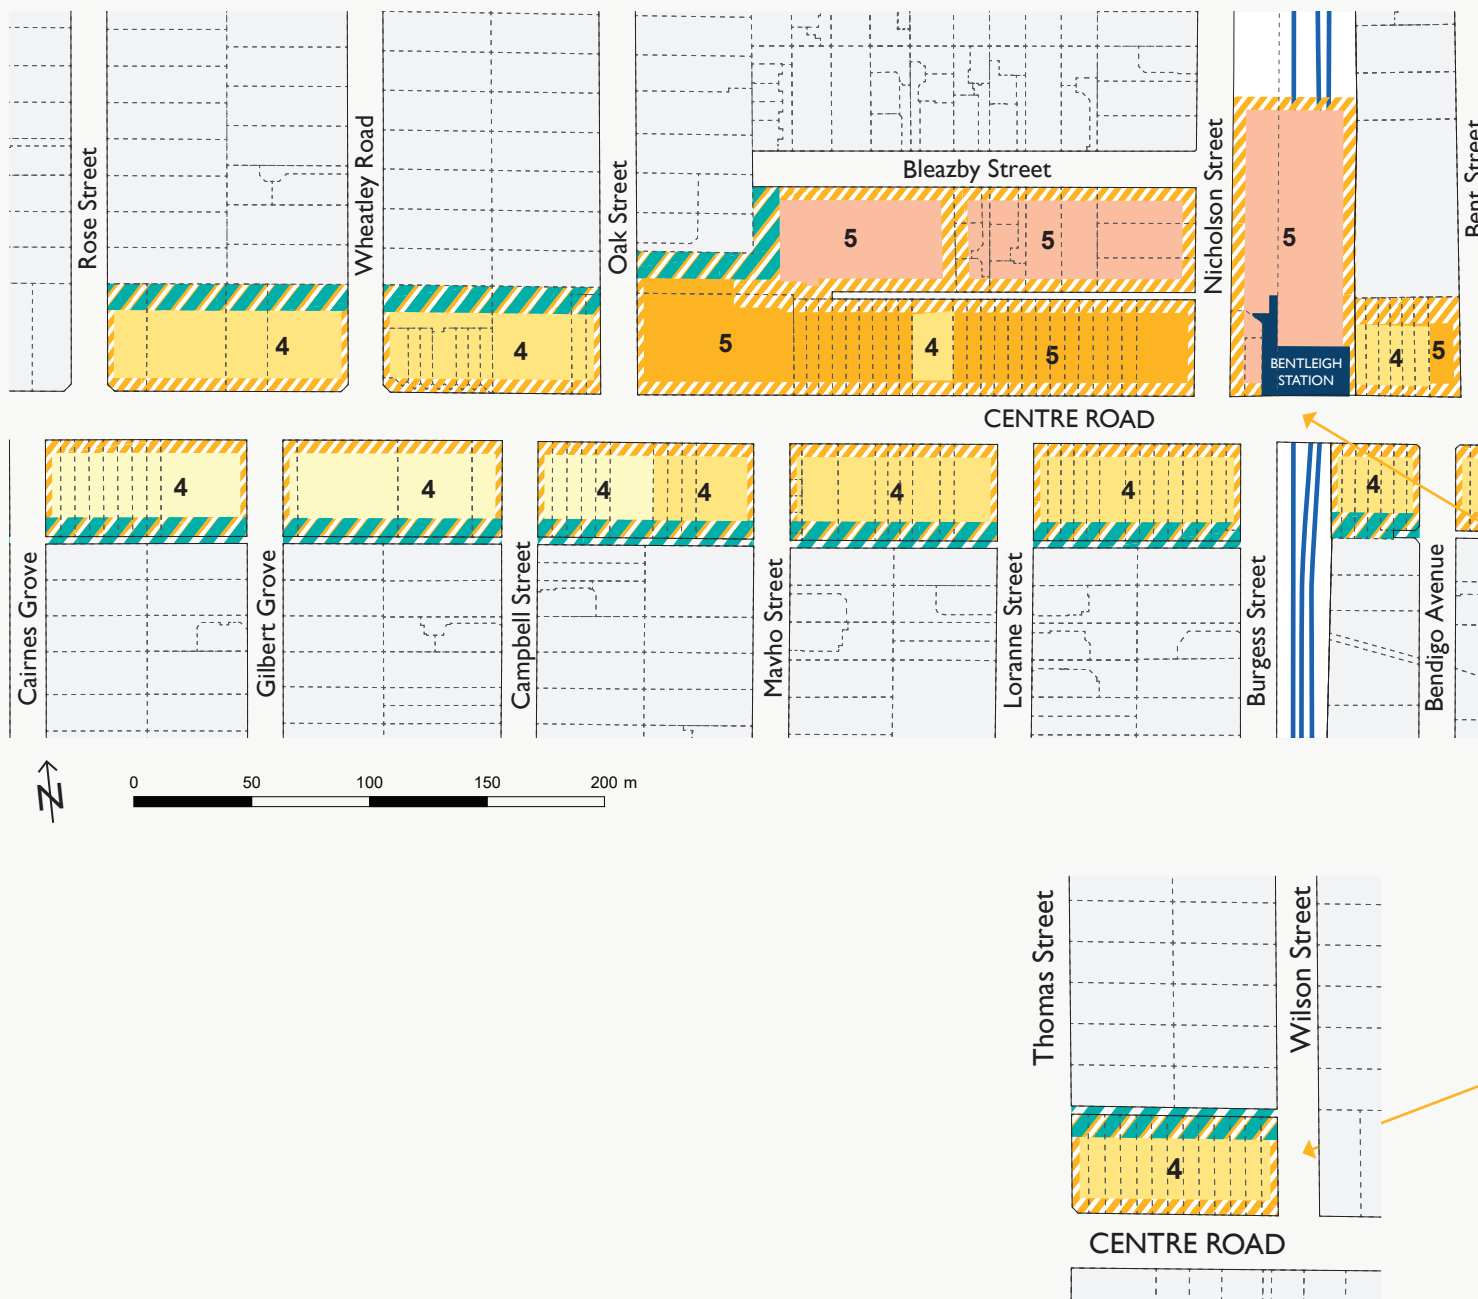 Rose Street
Wheatley Road
Oak Street
Bleazby Street
Nicholson Street
Bent Street
5
5
5
4
4
5
4
5
4
5
BENTLEIGH
STATION
CENTRE ROAD
4
4
4
4
4
4
4
Cairnes Grove
Gilbert Grove
Campbell Street
Mavho Street
Loranne Street
Burgess Street
Bendigo Avenue
N
0 50 100 150 200 m
Thomas Street
Wilson Street
4
CENTRE ROAD